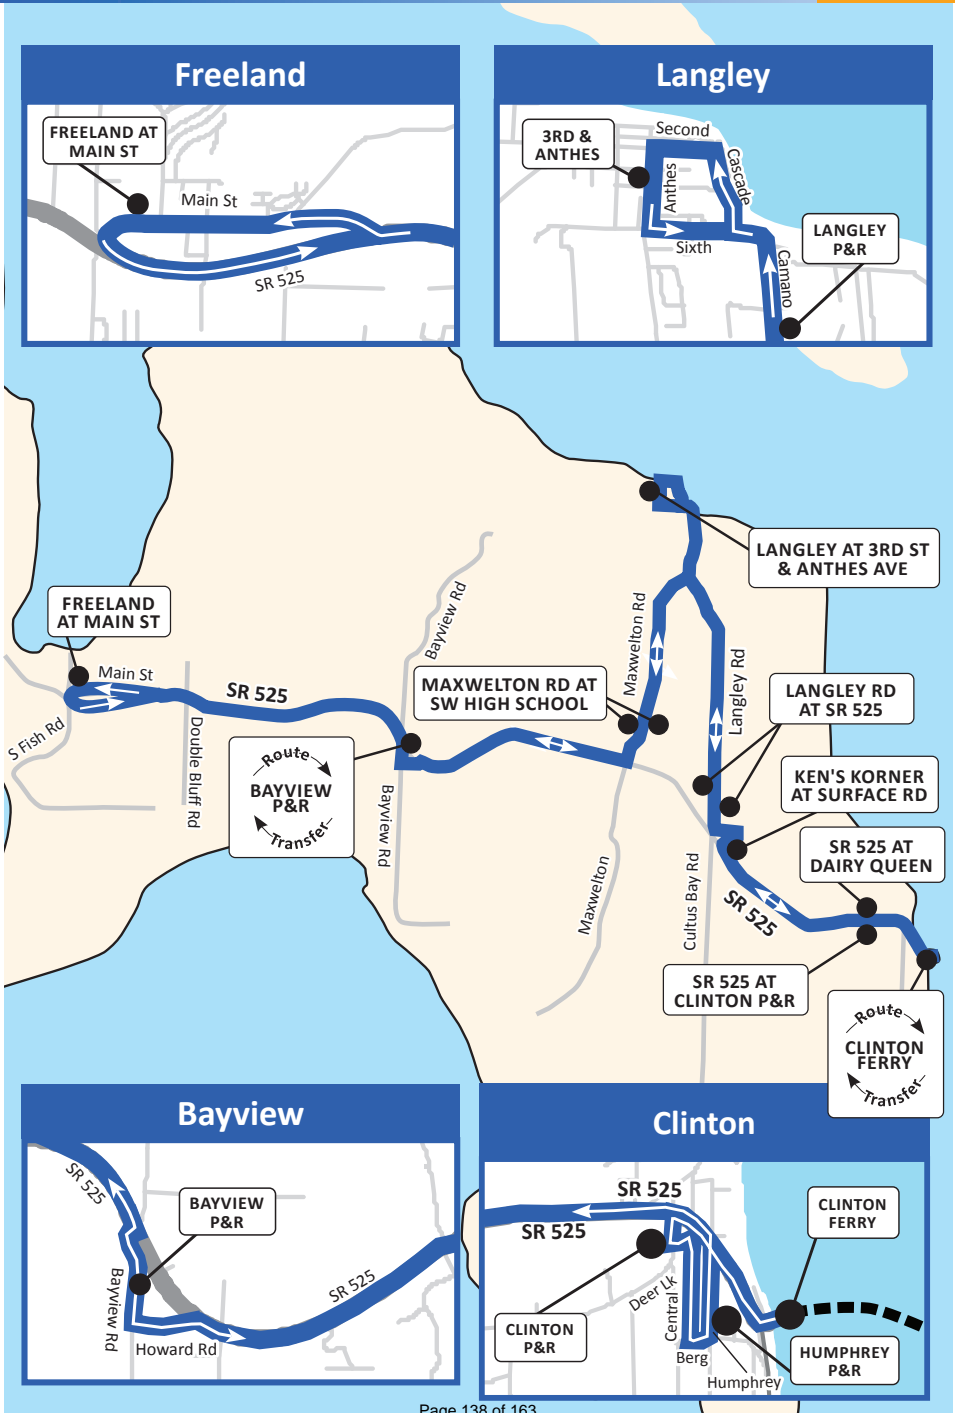 Freeland
FREELAND AT
MAIN ST
Main St
SR 525
Langley
Second
3RD &
ANTHES
Anthes
Cascade
Sixth
LANGLEY
P&R
Camano
LANGLEY AT 3RD ST
& ANTHES AVE
FREELAND
AT MAIN ST
Main St
S Fish Rd
SR 525
Double Bluff Rd
Bayview Rd
Maxwelton Rd
MAXWELTON RD AT
SW HIGH SCHOOL
Langley Rd
LANGLEY RD
AT SR 525
Route
BAYVIEW
P&R
Transfer
Bayview Rd
KEN'S KORNER
AT SURFACE RD
SR 525 AT
DAIRY QUEEN
Maxwelton
Cultus Bay Rd
SR 525
SR 525 AT
CLINTON P&R
Route
CLINTON
FERRY
Transfer
Bayview
SR 525
BAYVIEW
P&R
Bayview Rd
SR 525
Howard Rd
Clinton
SR 525
SR 525
CLINTON
FERRY
Deer Lk
Central
CLINTON
P&R
Berg
Humphrey
HUMPHREY
P&R
Page 138 of 163